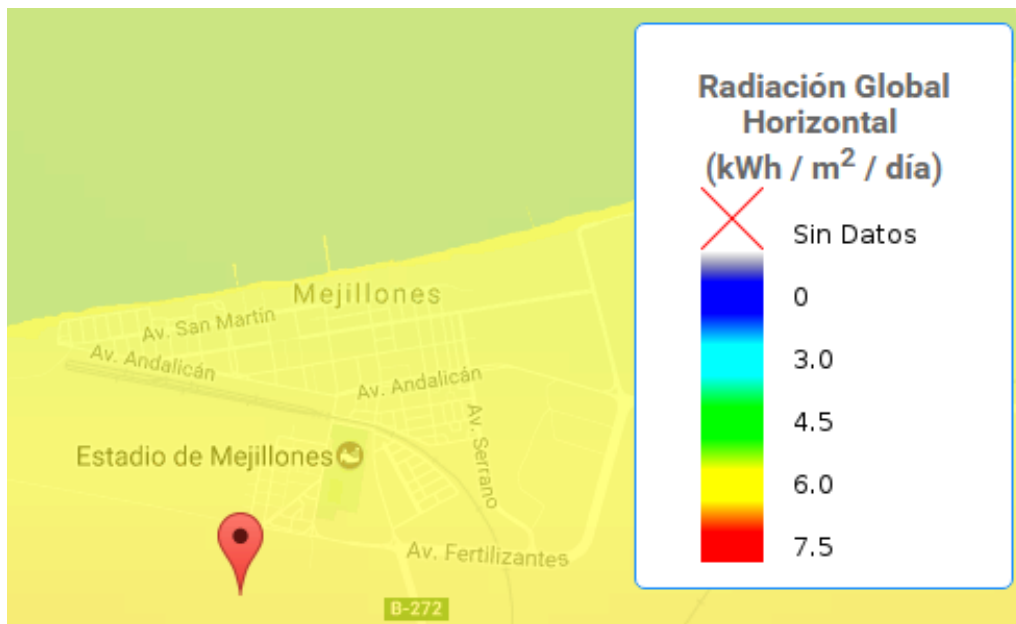 Radiación Global
Horizontal
(kWh / m² / día)
Sin Datos
0
3.0
4.5
6.0
7.5
Mejillones
Av. San Martín
Av. Andalicán
Av. Andalicán
Av. Serrano
Estadio de Mejillones
Av. Fertilizantes
B-272